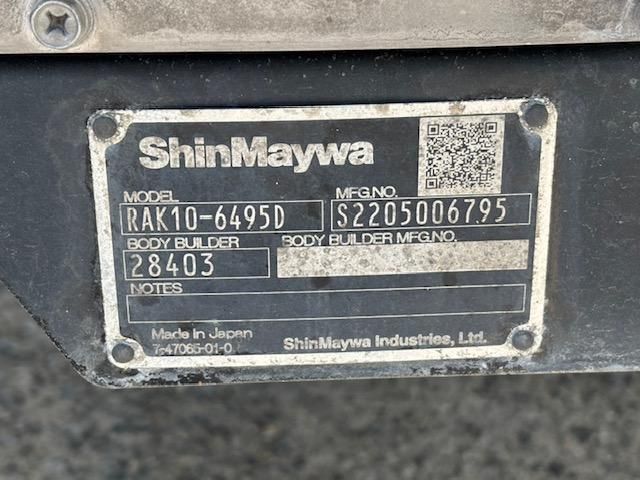 ShinMaywa
MODEL MFG.NO.
RAK10-6495D S2205006795
BODY BUILDER BODY BUILDER MFG.NO.
28403
NOTES
Made in Japan
7-47065-01-0 ShinMaywa Industries, Ltd.